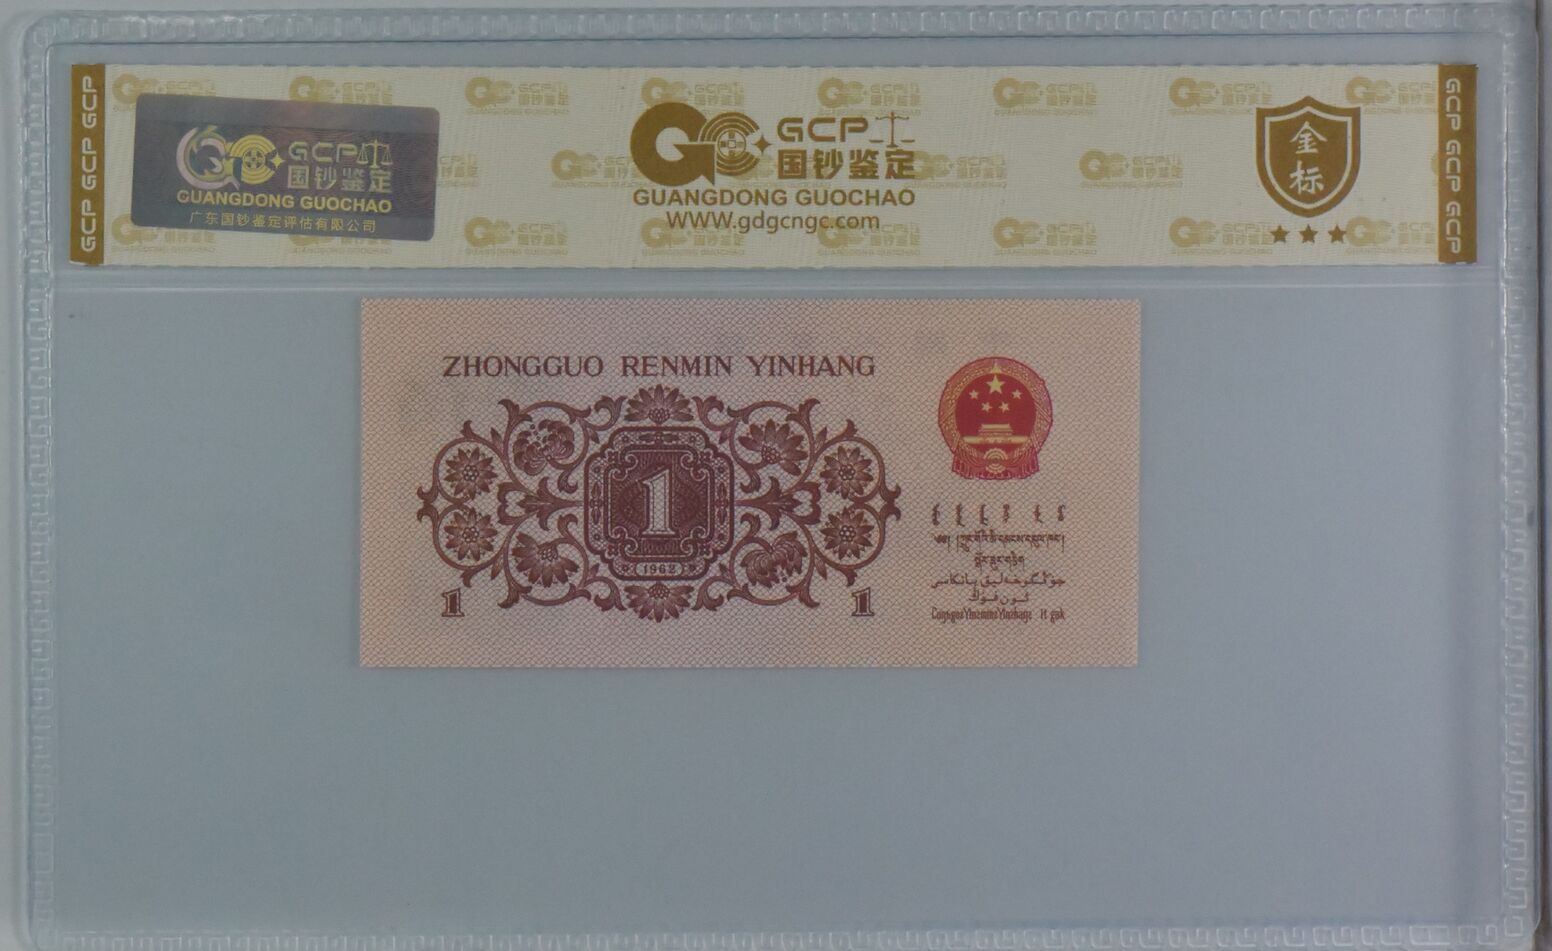 GCP GCP GCP
GCP
国钞鉴定
GUANGDONG GUOCHAO
广东国钞鉴定评估有限公司
GCP
国钞鉴定
GUANGDONG GUOCHAO
WWW.gdgcngc.com
金标
GCP GCP GCP
ZHONGGUO RENMIN YINHANG
1
1962
1
1